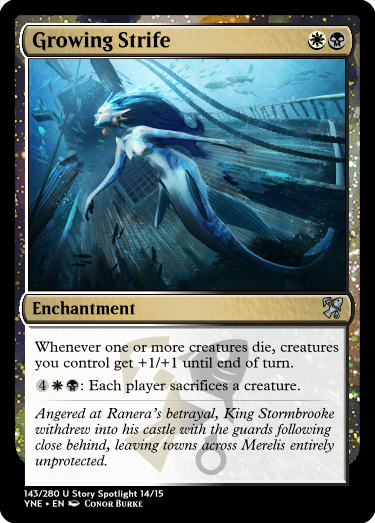 Growing Strife
Enchantment
Whenever one or more creatures die, creatures
you control get +1/+1 until end of turn.
4: Each player sacrifices a creature.
Angered at Ranera's betrayal, King Stormbrooke
withdrew into his castle with the guards following
close behind, leaving towns across Merelis entirely
unprotected.
143/280 U Story Spotlight 14/15
YNE • EN Conor Burke